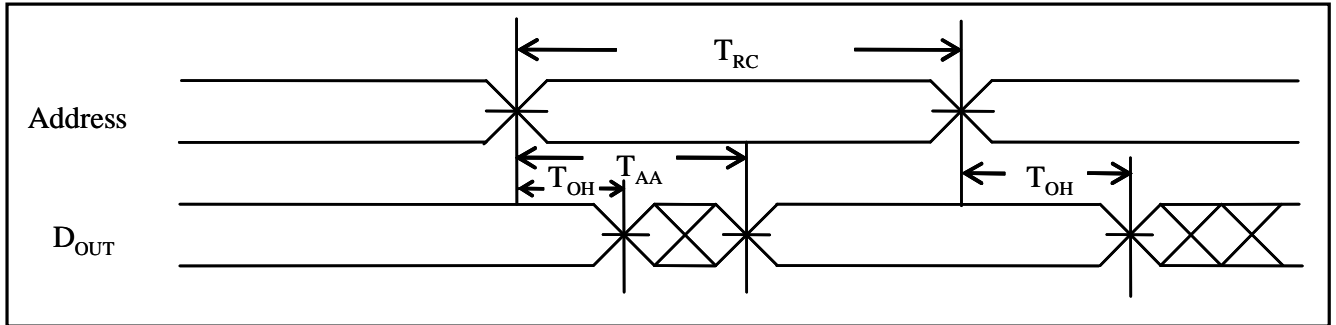 T_RC
Address
T_AA
T_OH
T_OH
D_OUT